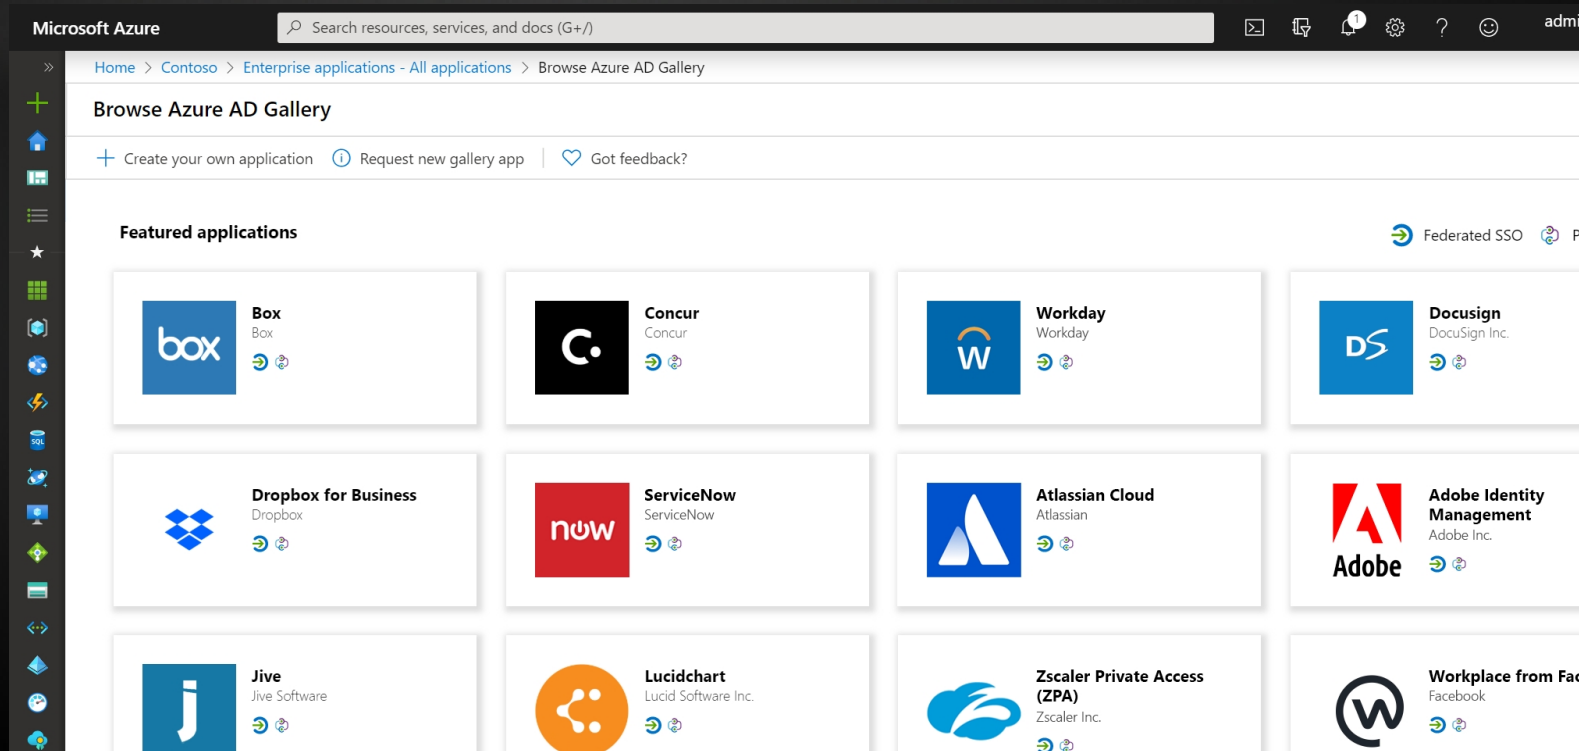 Microsoft Azure
Search resources, services, and docs (G+/)
1
Home > Contoso > Enterprise applications - All applications > Browse Azure AD Gallery
Browse Azure AD Gallery
Create your own application
Request new gallery app
Got feedback?
Featured applications
Federated SSO
box
Box
Box
C.
Concur
Concur
W
Workday
Workday
DS
Docusign
DocuSign Inc.
Dropbox for Business
Dropbox
now
ServiceNow
ServiceNow
Atlassian Cloud
Atlassian
Adobe
Adobe Identity
Management
Adobe Inc.
SQL
j
Jive
Jive Software
Lucidchart
Lucid Software Inc.
Zscaler Private Access
(ZPA)
Zscaler Inc.
Workplace from
Facebook